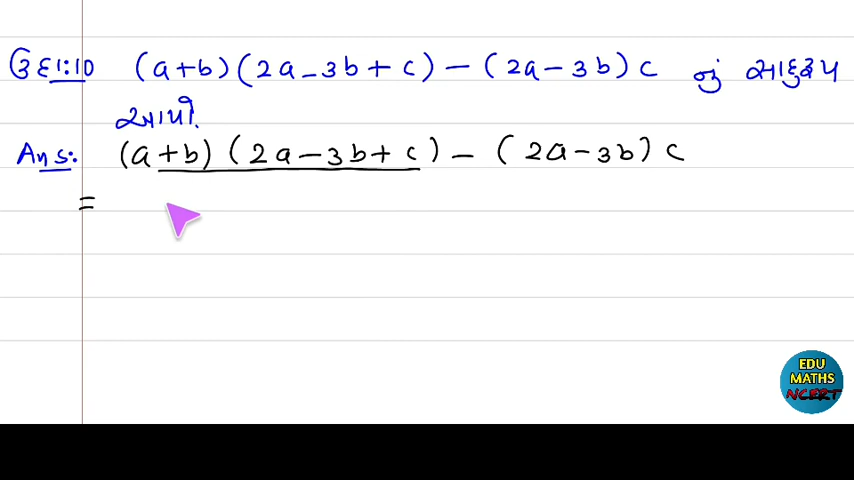 ઉદા:10 (a+b)(2a-3b+c)-(2a-3b)c નું સાદુંરૂપ
આપો.
Ans: (a+b)(2a-3b+c)-(2a-3b)c
=
EDU
MATHS
NCERT